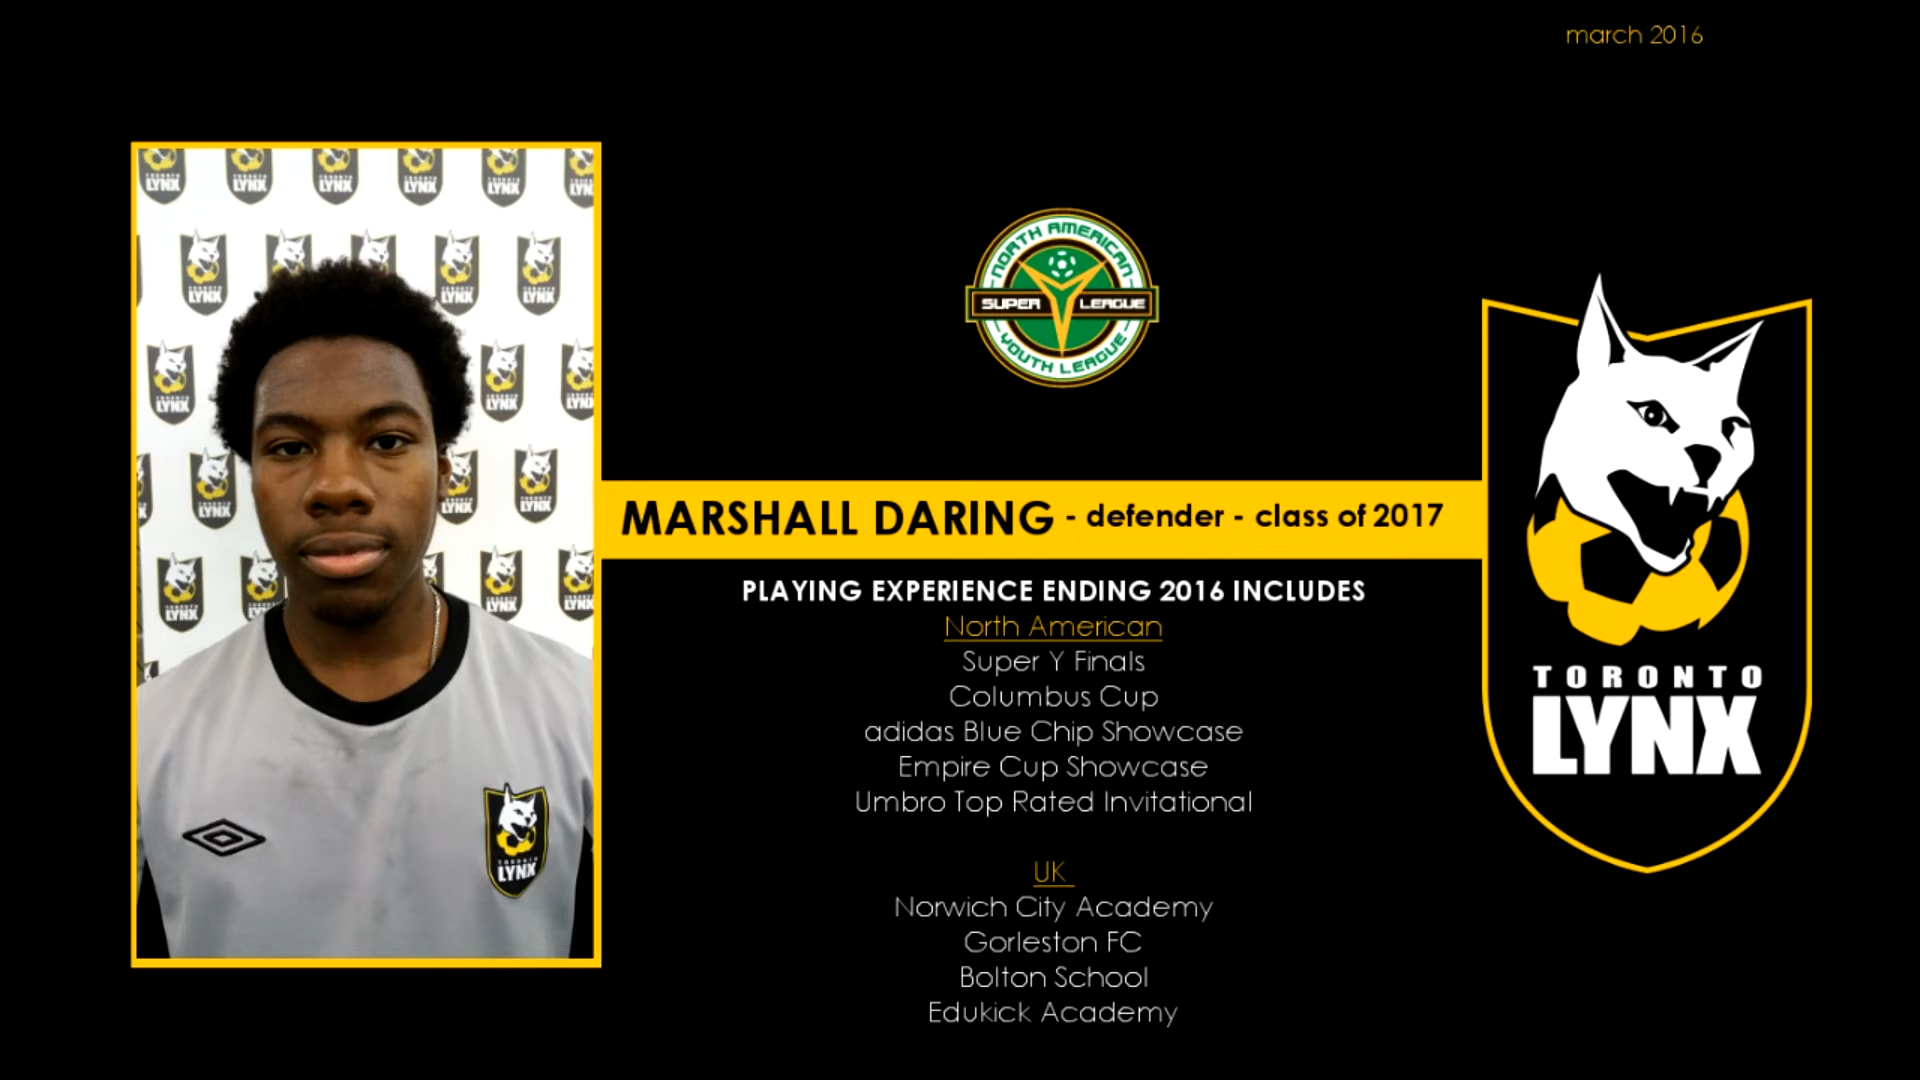 march 2016
NORTH AMERICAN
SUPER LEAGUE
YOUTH LEAGUE
MARSHALL DARING - defender - class of 2017
PLAYING EXPERIENCE ENDING 2016 INCLUDES
North American
Super Y Finals
Columbus Cup
adidas Blue Chip Showcase
Empire Cup Showcase
Umbro Top Rated Invitational
UK
Norwich City Academy
Gorleston FC
Bolton School
Edukick Academy
TORONTO
LYNX
TORONTO
LYNX